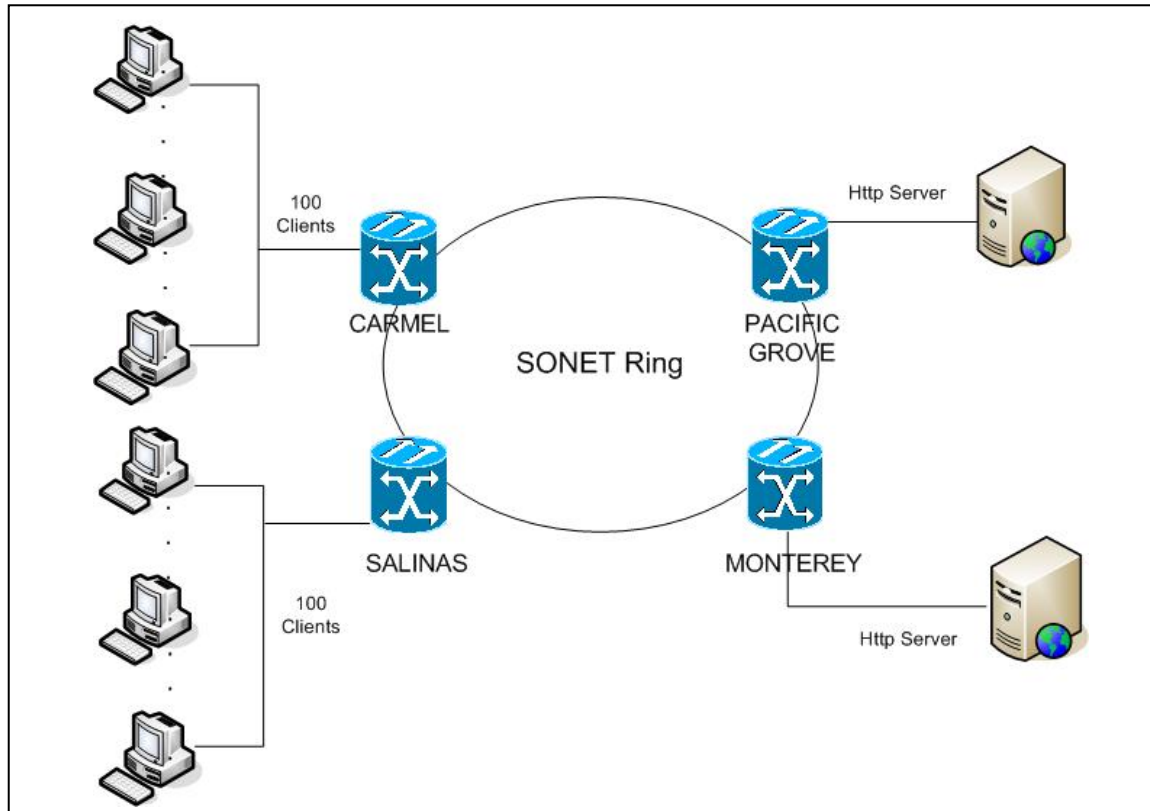 100
Clients
Http Server
CARMEL
PACIFIC
GROVE
SONET Ring
SALINAS
MONTEREY
100
Clients
Http Server